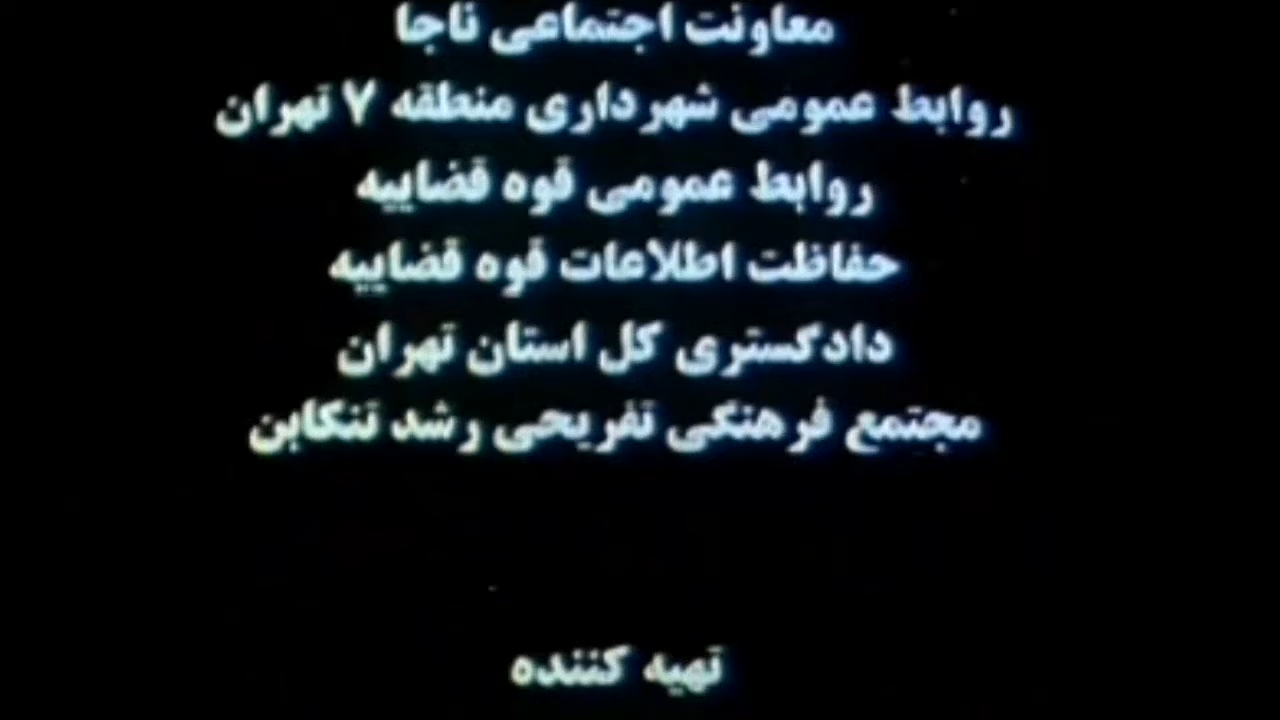 معاونت اجتماعی ناجا
روابط عمومی شهرداری منطقه ۷ تهران
روابط عمومی قوه قضاییه
حفاظت اطلاعات قوه قضاییه
دادگستری کل استان تهران
مجتمع فرهنگی تفریحی رشد تنکابن
تهیه کننده